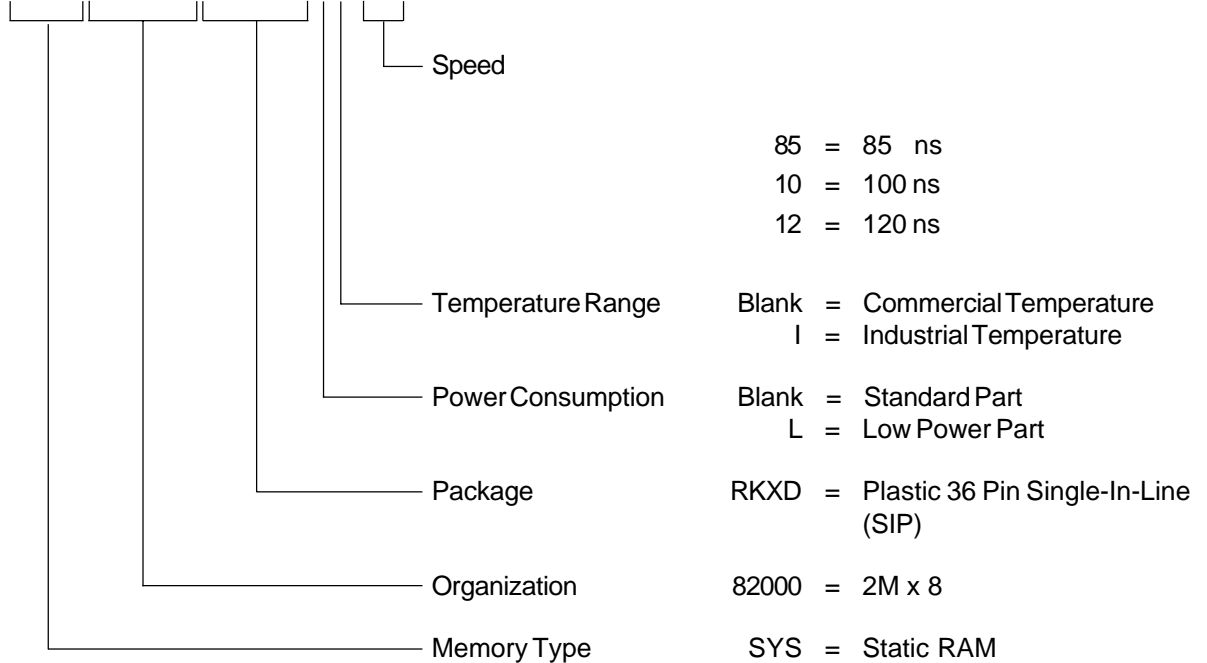 Speed
85 = 85 ns
10 = 100 ns
12 = 120 ns
Temperature Range Blank = Commercial Temperature
I = Industrial Temperature
Power Consumption Blank = Standard Part
L = Low Power Part
Package RKXD = Plastic 36 Pin Single-In-Line
(SIP)
Organization 82000 = 2M x 8
Memory Type SYS = Static RAM